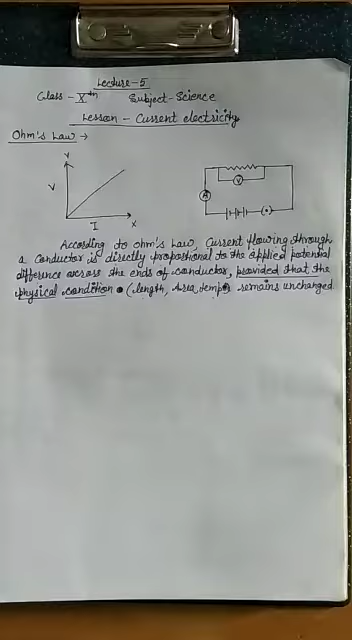 Lecture-5
Class - Xth Subject-Science
Lesson - Current electricity
Ohm's Law →
V
V
I
X
A
V
According to ohm's Law, Current flowing through
a Conductor is directly proportional to the applied potential
difference across the ends of conductor, provided that the
physical condition (length, Area, temp) remains unchanged